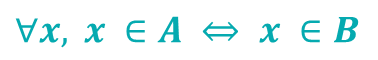 ∀x, x ∈ A ⇔ x ∈ B